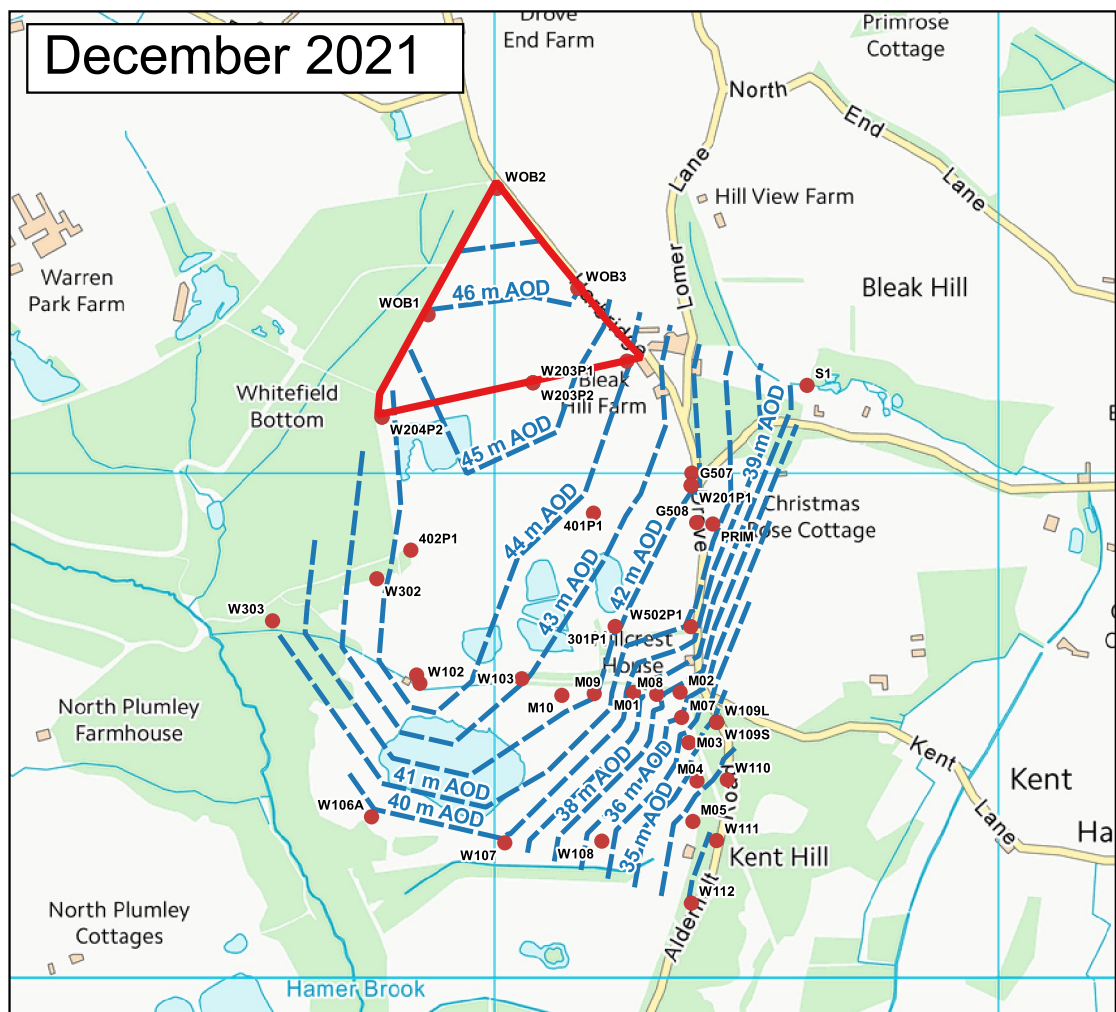 December 2021
Drove
End Farm
Primrose
Cottage
North
End
Lane
Lane
Lomer
Hill View Farm
WOB2
Warren
Park Farm
WOB3
Bleak Hill
46 m AOD
WOB1
W203P1
W203P2
Bleak
Hill Farm
S1
Whitefield
Bottom
W204P2
45 m AOD
39 m AOD
G507
W201P1
44 m AOD
401P1
G508
Christmas
Rose Cottage
PRIM
Drove
402P1
43 m AOD
42 m AOD
W302
W303
W502P1
301P1
Hillcrest
House
W102
W103
M09
M08
M02
M10
M01
M07
W109L
W109S
North Plumley
Farmhouse
M03
Kent
Lane
41 m AOD
40 m AOD
38 m AOD
36 m AOD
35 m AOD
M04
W110
Kent
W106A
M05
W111
W107
W108
Kent Hill
Ha
W112
North Plumley
Cottages
Hamer Brook